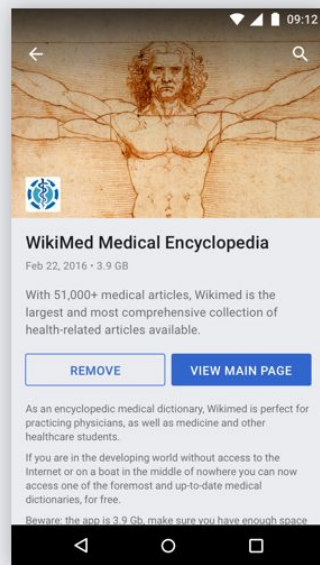 09:12
WikiMed Medical Encyclopedia
Feb 22, 2016 • 3.9 GB
With 51,000+ medical articles, Wikimed is the
largest and most comprehensive collection of
health-related articles available.
REMOVE
VIEW MAIN PAGE
As an encyclopedic medical dictionary, Wikimed is perfect for
practicing physicians, as well as medicine and other
healthcare students.
If you are in the developing world without access to the
Internet or on a boat in the middle of nowhere you can now
access one of the foremost and up-to-date medical
dictionaries, for free.
Beware: the app is 3.9 Gb, make sure you have enough space